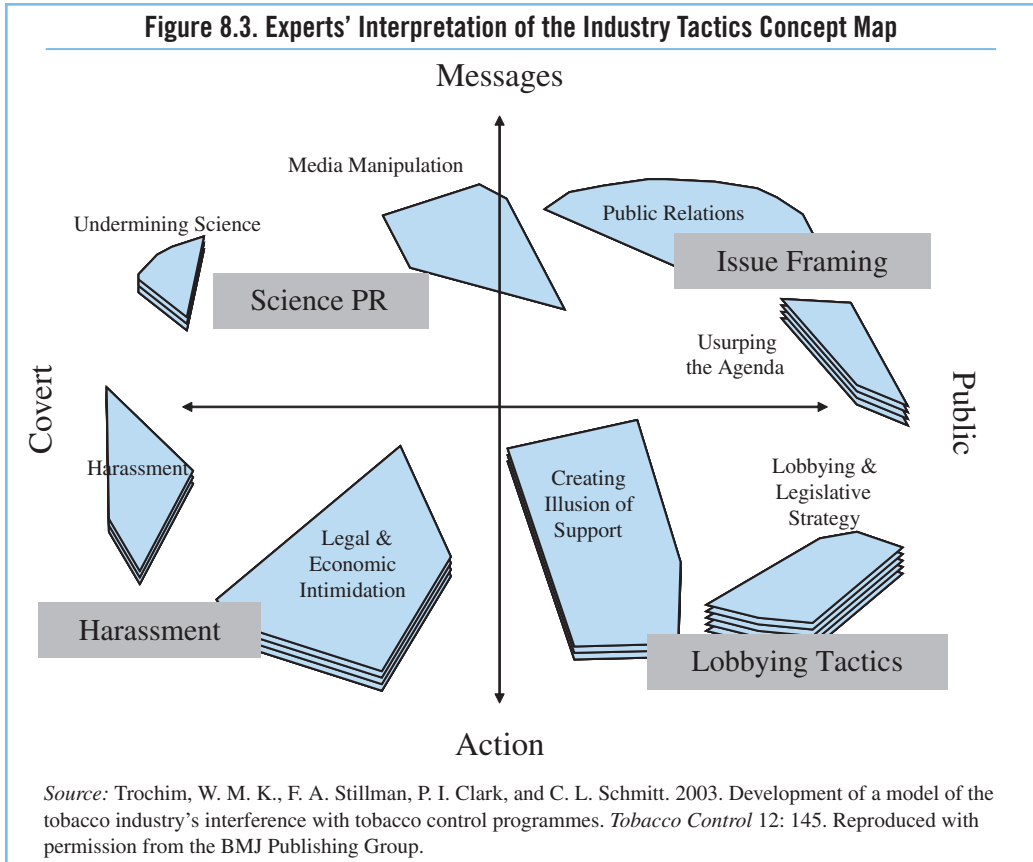 Figure 8.3. Experts’ Interpretation of the Industry Tactics Concept Map
Messages
Media Manipulation
Public Relations
Undermining Science
Issue Framing
Science PR
Usurping
the Agenda
Covert
Public
Harassment
Creating
Illusion of
Support
Lobbying &
Legislative
Strategy
Legal &
Economic
Intimidation
Harassment
Lobbying Tactics
Action
Source: Trochim, W. M. K., F. A. Stillman, P. I. Clark, and C. L. Schmitt. 2003. Development of a model of the
tobacco industry’s interference with tobacco control programmes. Tobacco Control 12: 145. Reproduced with
permission from the BMJ Publishing Group.